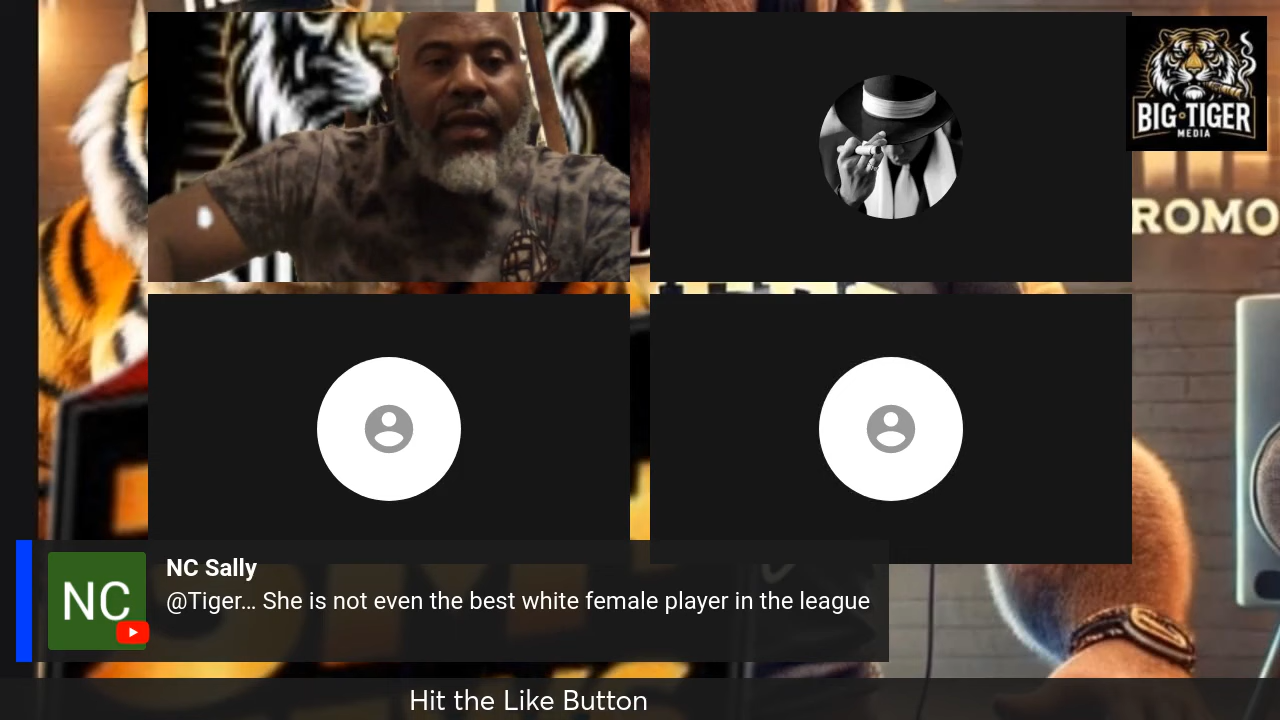 BIG TIGER
MEDIA
ROMO
NC
NC Sally
@Tiger... She is not even the best white female player in the league
Hit the Like Button